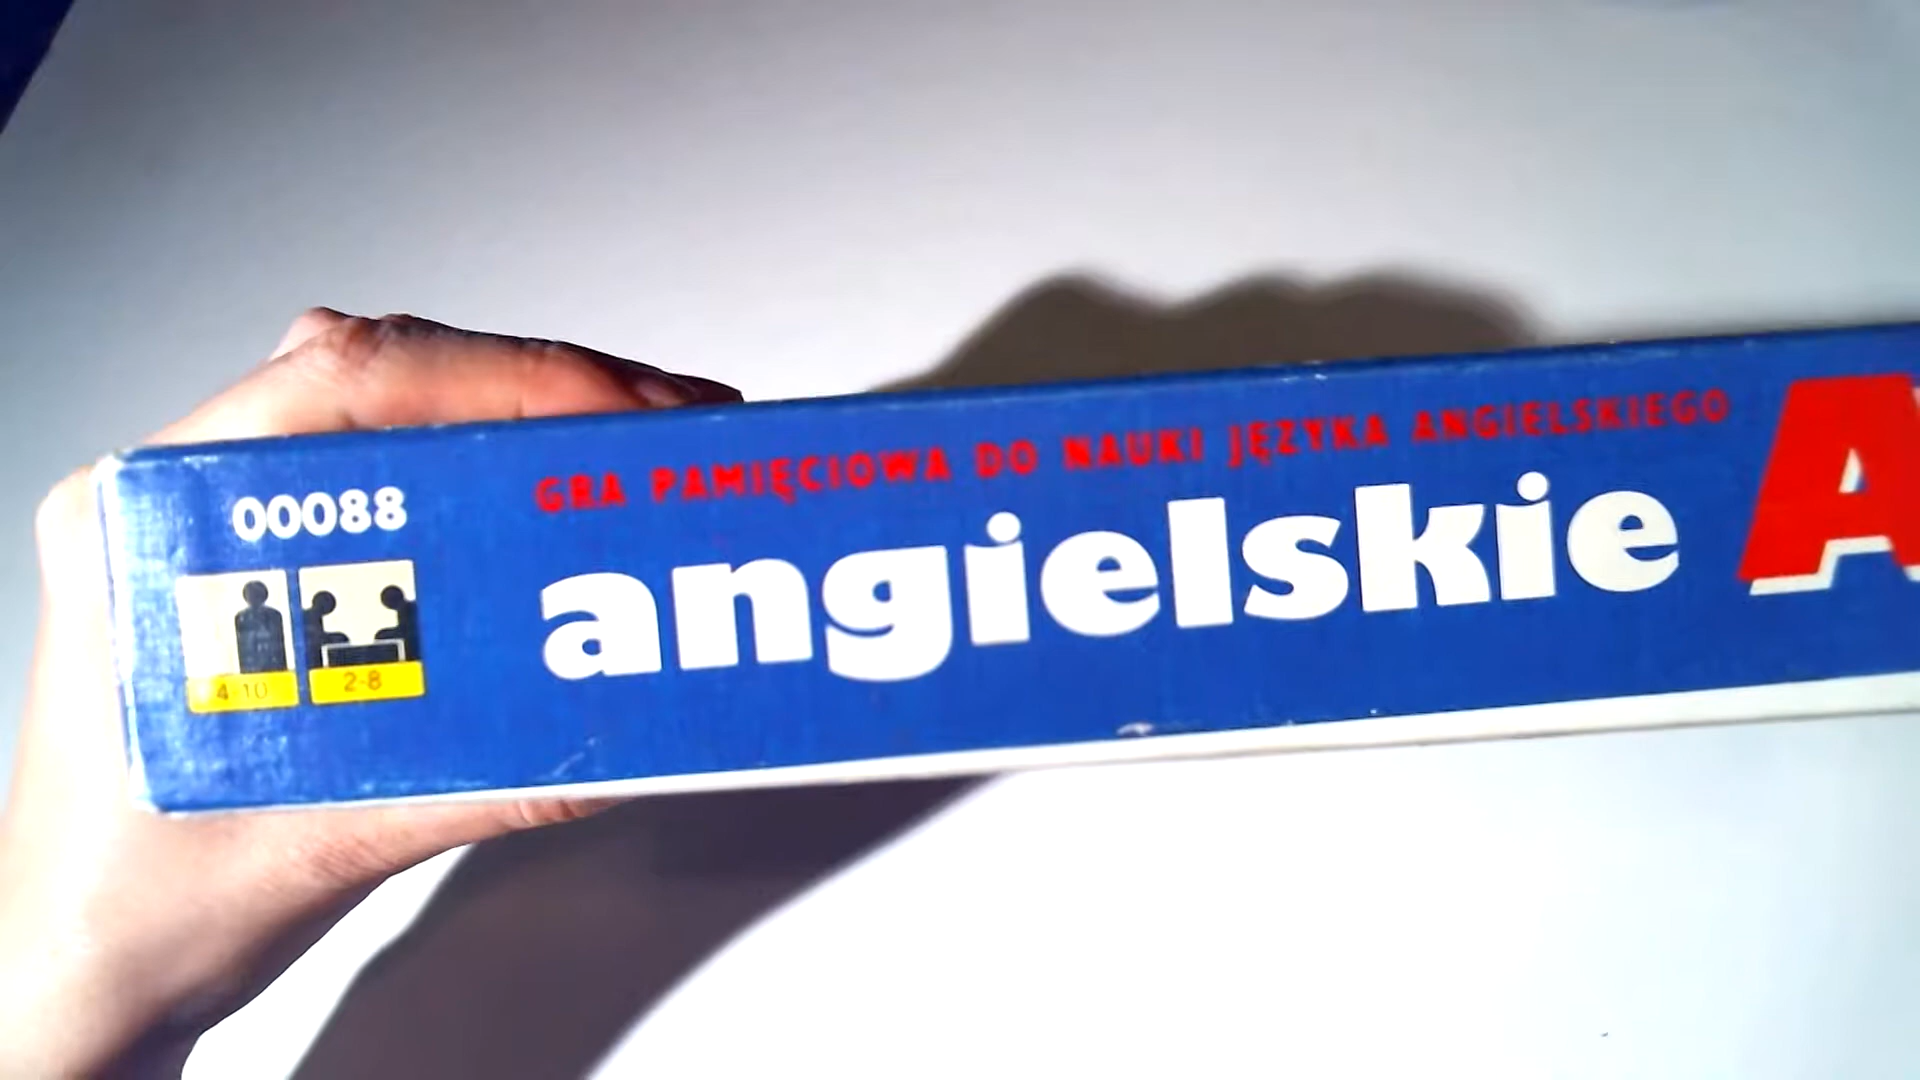 00088
4-10
2-8
GRA PAMIĘCIOWA DO NAUKI JĘZYKA ANGIELSKIEGO
angielskie A